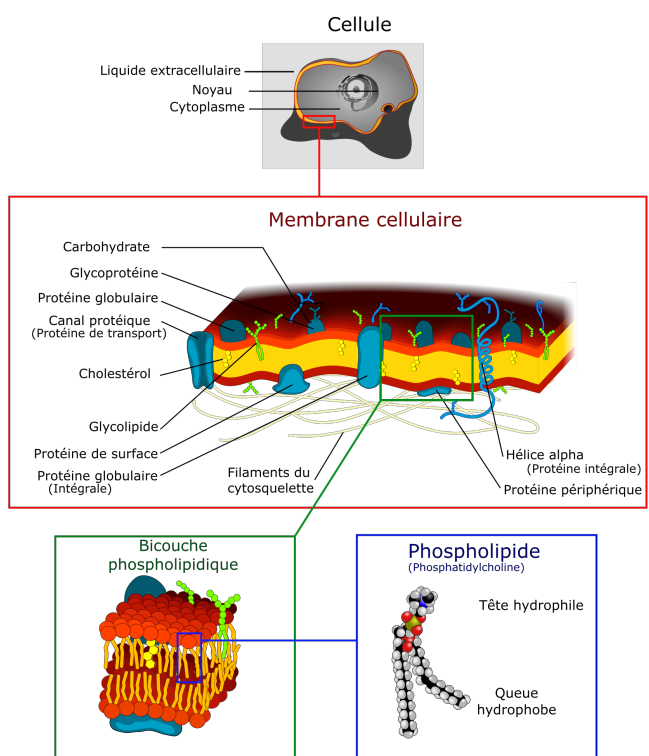 Cellule
Liquide extracellulaire
Noyau
Cytoplasme
Membrane cellulaire
Carbohydrate
Glycoprotéine
Protéine globulaire
Canal protéique
(Protéine de transport)
Cholestérol
Glycolipide
Protéine de surface
Protéine globulaire
(Intégrale)
Filaments du
cytosquelette
Hélice alpha
(Protéine intégrale)
Protéine périphérique
Bicouche
phospholipidique
Phospholipide
(Phosphatidylcholine)
Tête hydrophile
Queue
hydrophobe